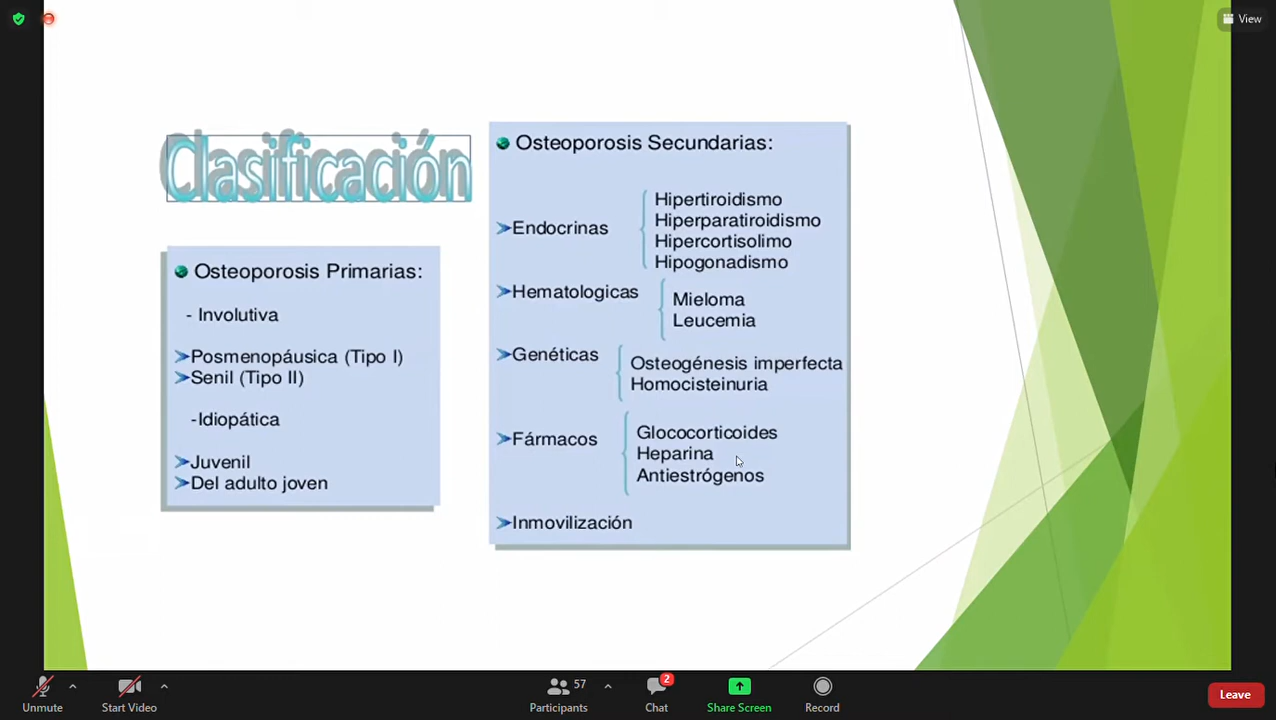 View
Clasificación
Osteoporosis Primarias:
- Involutiva
Posmenopáusica (Tipo I)
Senil (Tipo II)
-Idiopática
Juvenil
Del adulto joven
Osteoporosis Secundarias:
Endocrinas
Hipertiroidismo
Hiperparatiroidismo
Hipercortisolimo
Hipogonadismo
Hematologicas
Mieloma
Leucemia
Genéticas
Osteogénesis imperfecta
Homocisteinuria
Fármacos
Glococorticoides
Heparina
Antiestrógenos
Inmovilización
Unmute
Start Video
57
Participants
2
Chat
Share Screen
Record
Leave